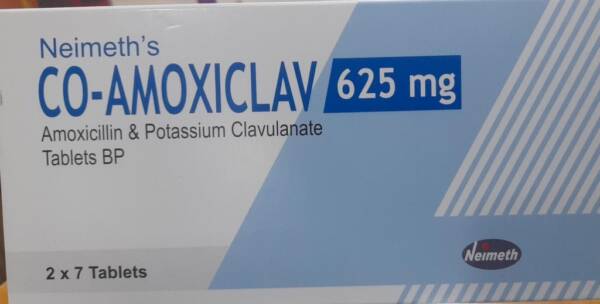 Neimeth's
CO-AMOXICLAV 625 mg
Amoxicillin & Potassium Clavulanate
Tablets BP
Neimeth
2 x 7 Tablets